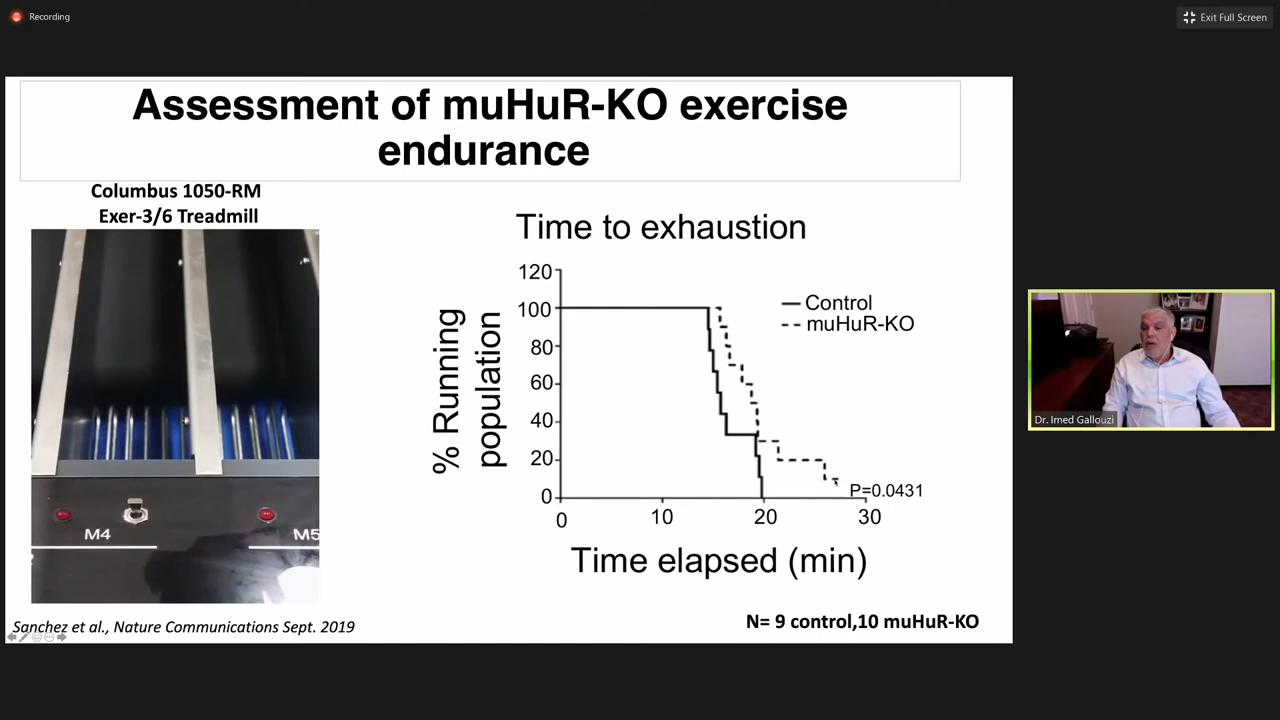 Recording
Exit Full Screen
Assessment of muHuR-KO exercise
endurance
Columbus 1050-RM
Exer-3/6 Treadmill
M4
M5
Time to exhaustion
% Running
population
120
100
80
60
40
20
0
Control
muHuR-KO
P=0.0431
0
10
20
30
Time elapsed (min)
Sanchez et al., Nature Communications Sept. 2019
N= 9 control,10 muHuR-KO
Dr. Imed Gallouzi